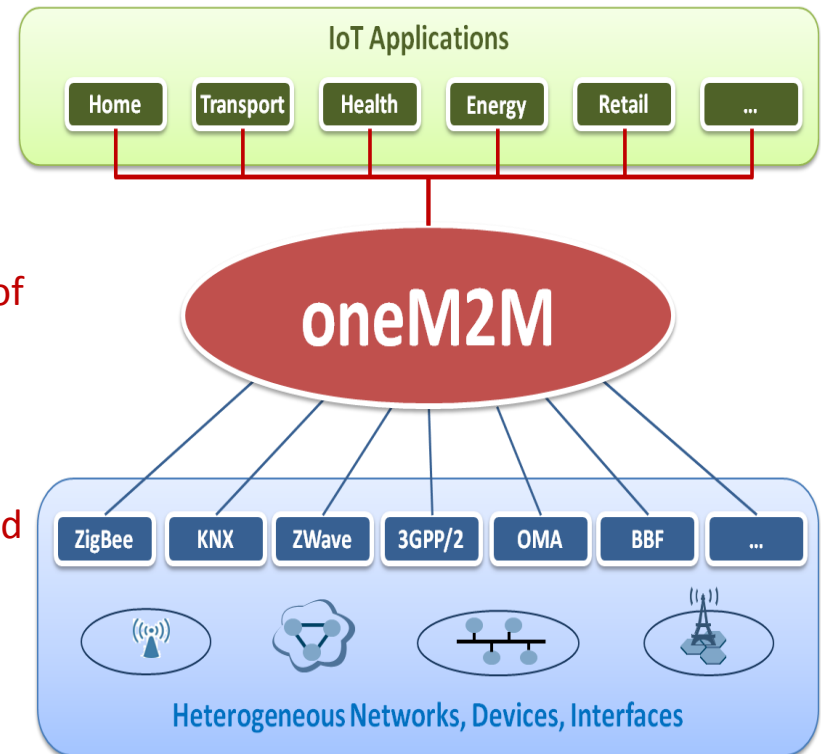 IoT Applications
Home Transport Health Energy Retail ...
of
oneM2M
d
ZigBee KNX ZWave 3GPP/2 OMA BBF ...
Heterogeneous Networks, Devices, Interfaces